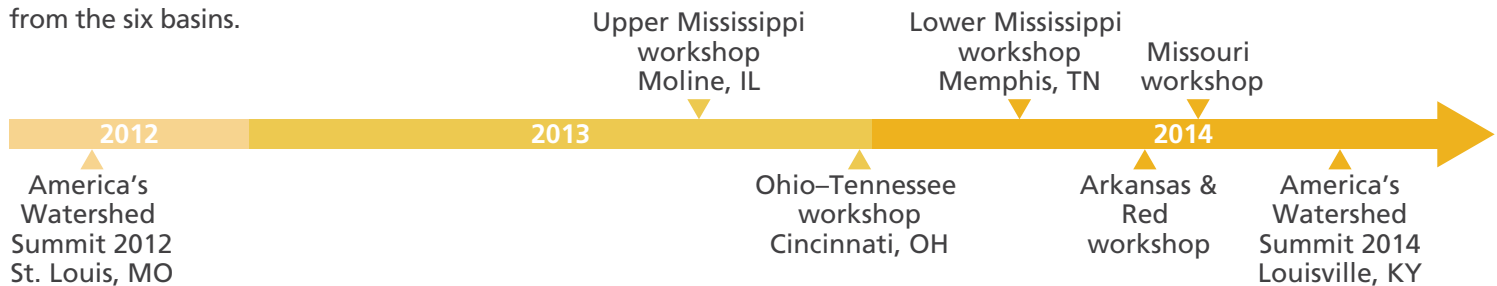 from the six basins.
Upper Mississippi
workshop
Moline, IL
Lower Mississippi
workshop
Memphis, TN
Missouri
workshop
2012
2013
2014
America's
Watershed
Summit 2012
St. Louis, MO
Ohio–Tennessee
workshop
Cincinnati, OH
Arkansas &
Red
workshop
America's
Watershed
Summit 2014
Louisville, KY